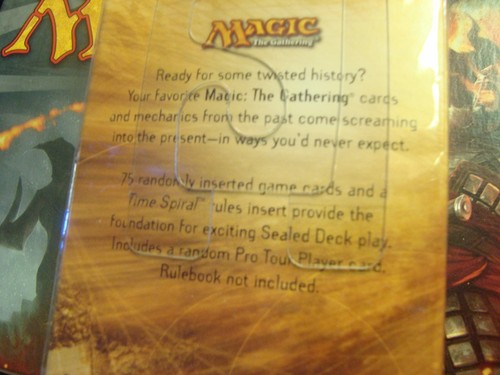 MAGIC
The Gathering®
Ready for some twisted history?
Your favorite Magic: The Gathering® cards
and mechanics from the past come screaming
into the present—in ways you'd never expect.
75 randomly inserted game cards and a
Time Spiral™ rules insert provide the
foundation for exciting Sealed Deck play.
Includes a random Pro Tour Player card.
Rulebook not included.
M